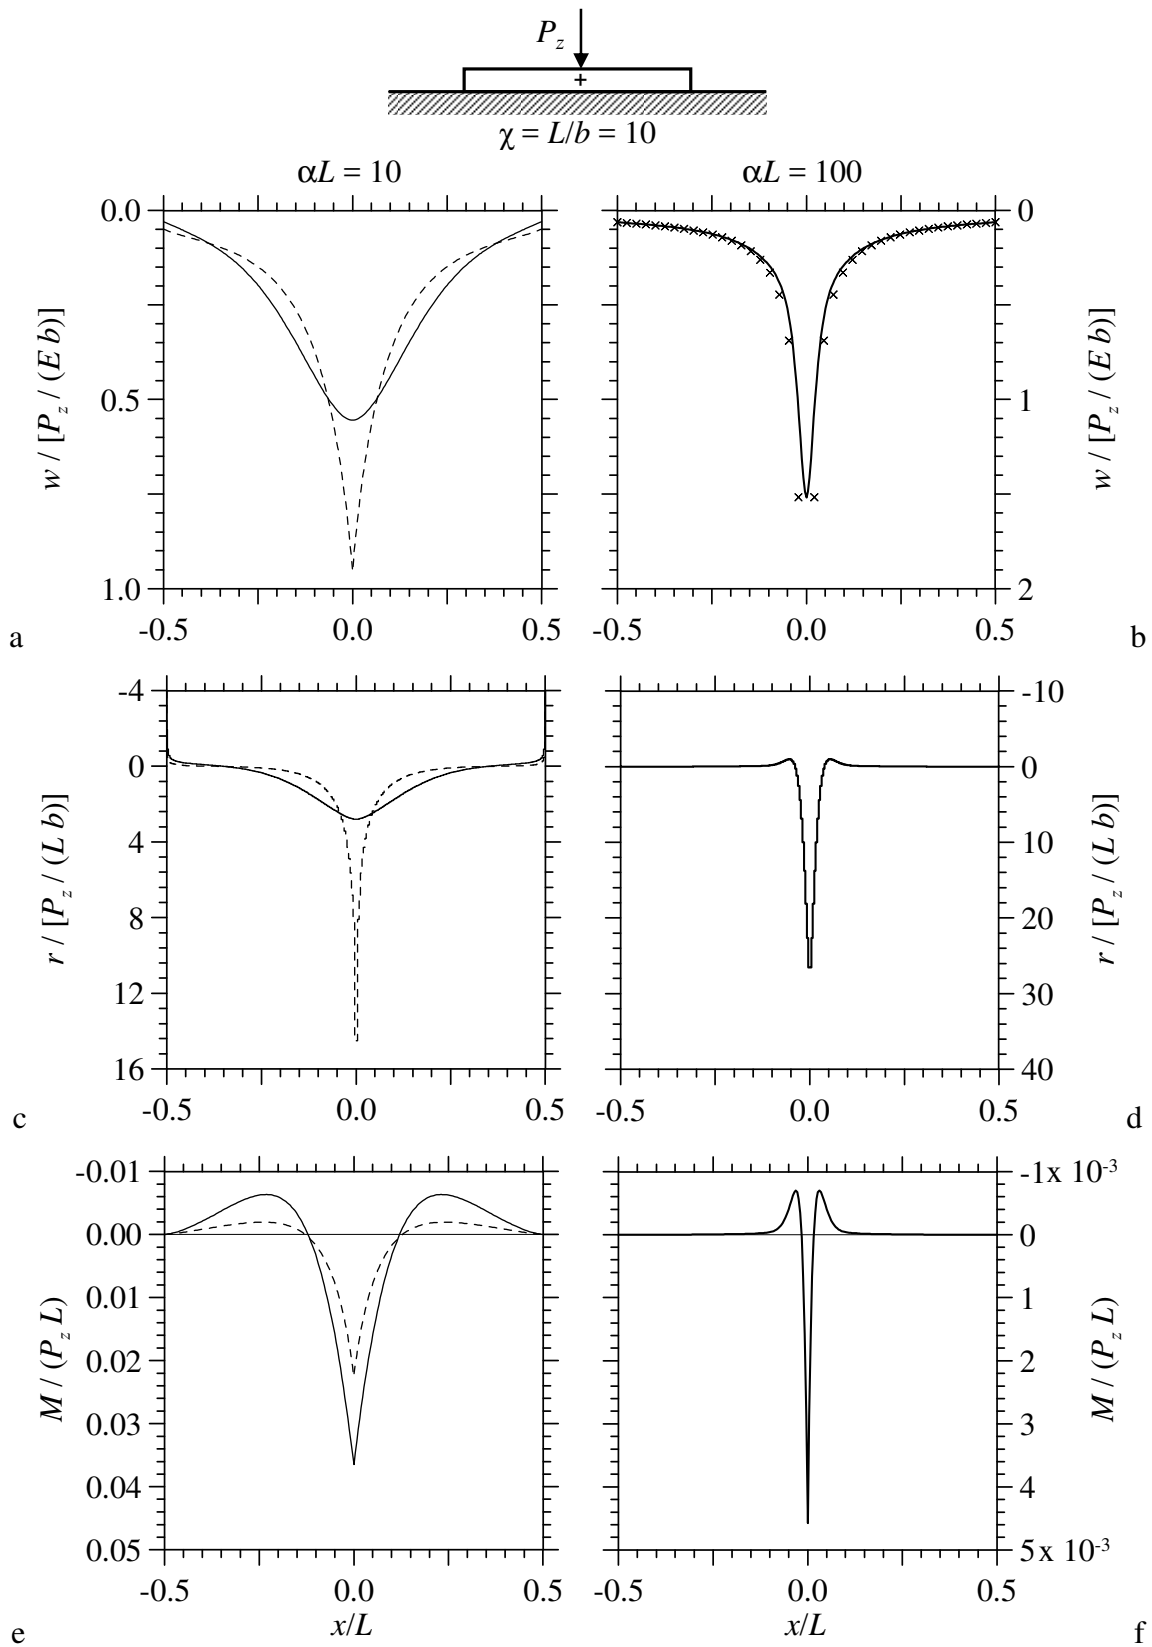 P_z
+
χ = L/b = 10
αL = 10
αL = 100
0.0
0.5
1.0
w / [P_z / (E b)]
-0.5 0.0 0.5
a
0
1
2
w / [P_z / (E b)]
-0.5 0.0 0.5
b
-4
0
4
8
12
16
r / [P_z / (L b)]
-0.5 0.0 0.5
c
-10
0
10
20
30
40
r / [P_z / (L b)]
-0.5 0.0 0.5
d
-0.01
0.00
0.01
0.02
0.03
0.04
0.05
M / (P_z L)
-0.5 0.0 0.5
x/L
e
-1x 10⁻³
0
1
2
3
4
5x 10⁻³
M / (P_z L)
-0.5 0.0 0.5
x/L
f